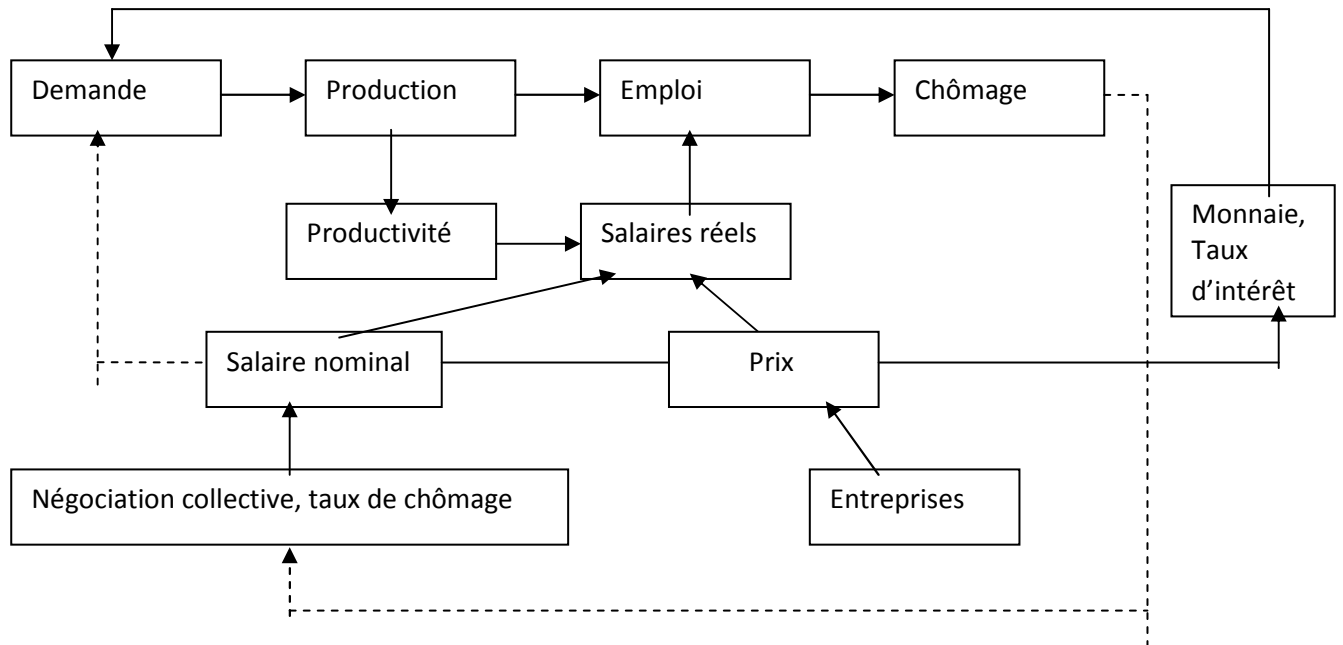 Demande
Production
Emploi
Chômage
Productivité
Salaires réels
Monnaie,
Taux
d'intérêt
Salaire nominal
Prix
Négociation collective, taux de chômage
Entreprises